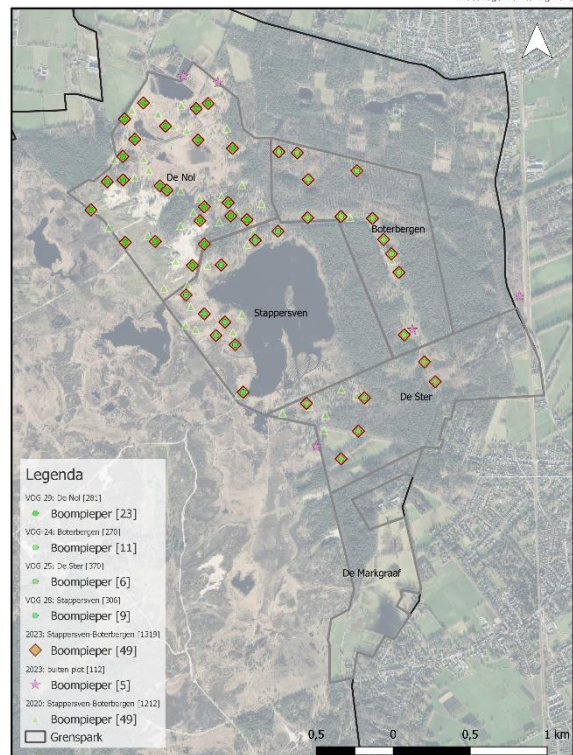 De Nol
Boterbergen
Stappersven
De Ster
De Markgraaf
Legenda
VOG 29: De Nol [281]
Boompieper [23]
VOG 24: Boterbergen [270]
Boompieper [11]
VOG 25: De Ster [370]
Boompieper [6]
VOG 28: Stappersven [306]
Boompieper [9]
2023: Stappersven-Boterbergen [1319]
Boompieper [49]
2023: buiten plot [112]
Boompieper [5]
2020: Stappersven-Boterbergen [1212]
Boompieper [49]
Grenspark
0,5 0 0,5 1 km